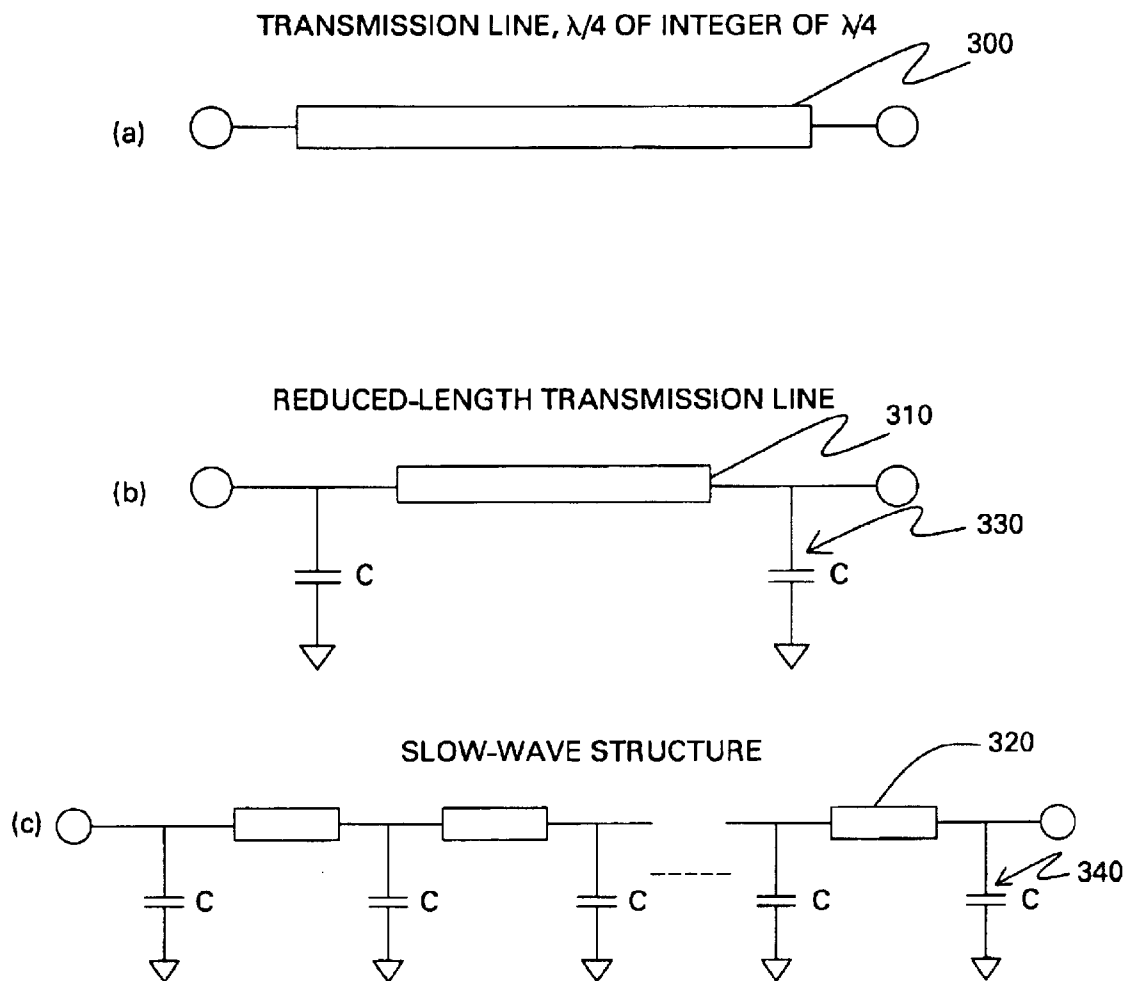 TRANSMISSION LINE, λ/4 OF INTEGER OF λ/4
300
(a)
REDUCED-LENGTH TRANSMISSION LINE
310
(b)
330
C
C
SLOW-WAVE STRUCTURE
320
(c)
340
C
C
C
C
C